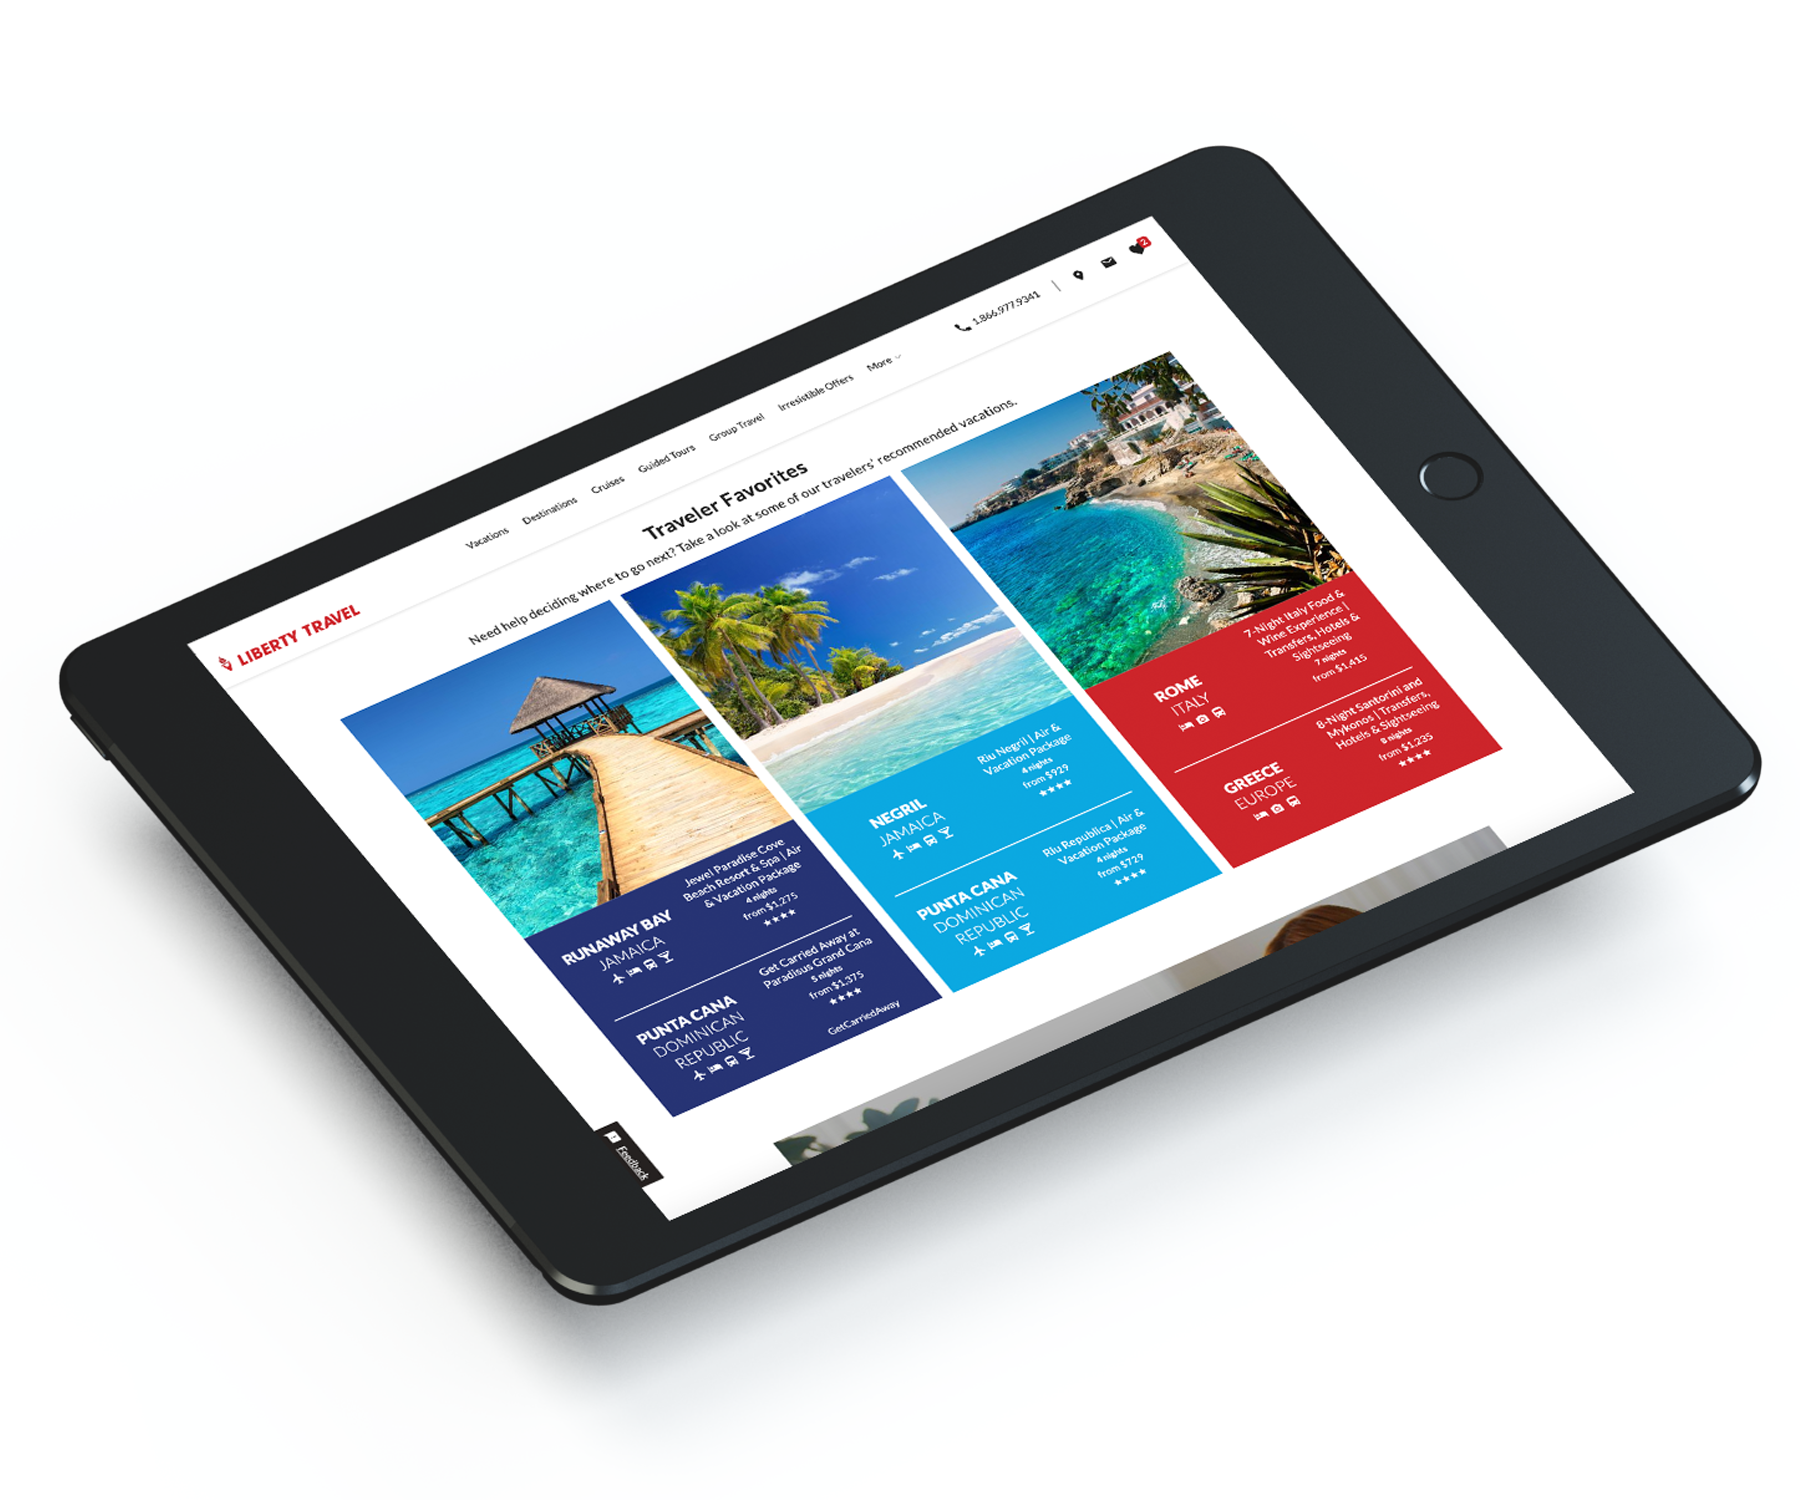 LIBERTY TRAVEL
Vacations
Destinations
Cruises
Guided Tours
Group Travel
Irresistible Offers
More
1.866.977.9341
2
Traveler Favorites
Need help deciding where to go next? Take a look at some of our travelers' recommended vacations.
RUNAWAY BAY
JAMAICA
Jewel Paradise Cove
Beach Resort & Spa | Air
& Vacation Package
4 nights
from $1,275
PUNTA CANA
DOMINICAN
REPUBLIC
Get Carried Away at
Paradisus Grand Cana
5 nights
from $1,375
GetCarriedAway
NEGRIL
JAMAICA
Riu Negril | Air &
Vacation Package
4 nights
from $929
PUNTA CANA
DOMINICAN
REPUBLIC
Riu Republica | Air &
Vacation Package
4 nights
from $729
ROME
ITALY
7-Night Italy Food &
Wine Experience |
Transfers, Hotels &
Sightseeing
7 nights
from $1,415
GREECE
EUROPE
8-Night Santorini and
Mykonos | Transfers,
Hotels & Sightseeing
8 nights
from $1,235
Feedback